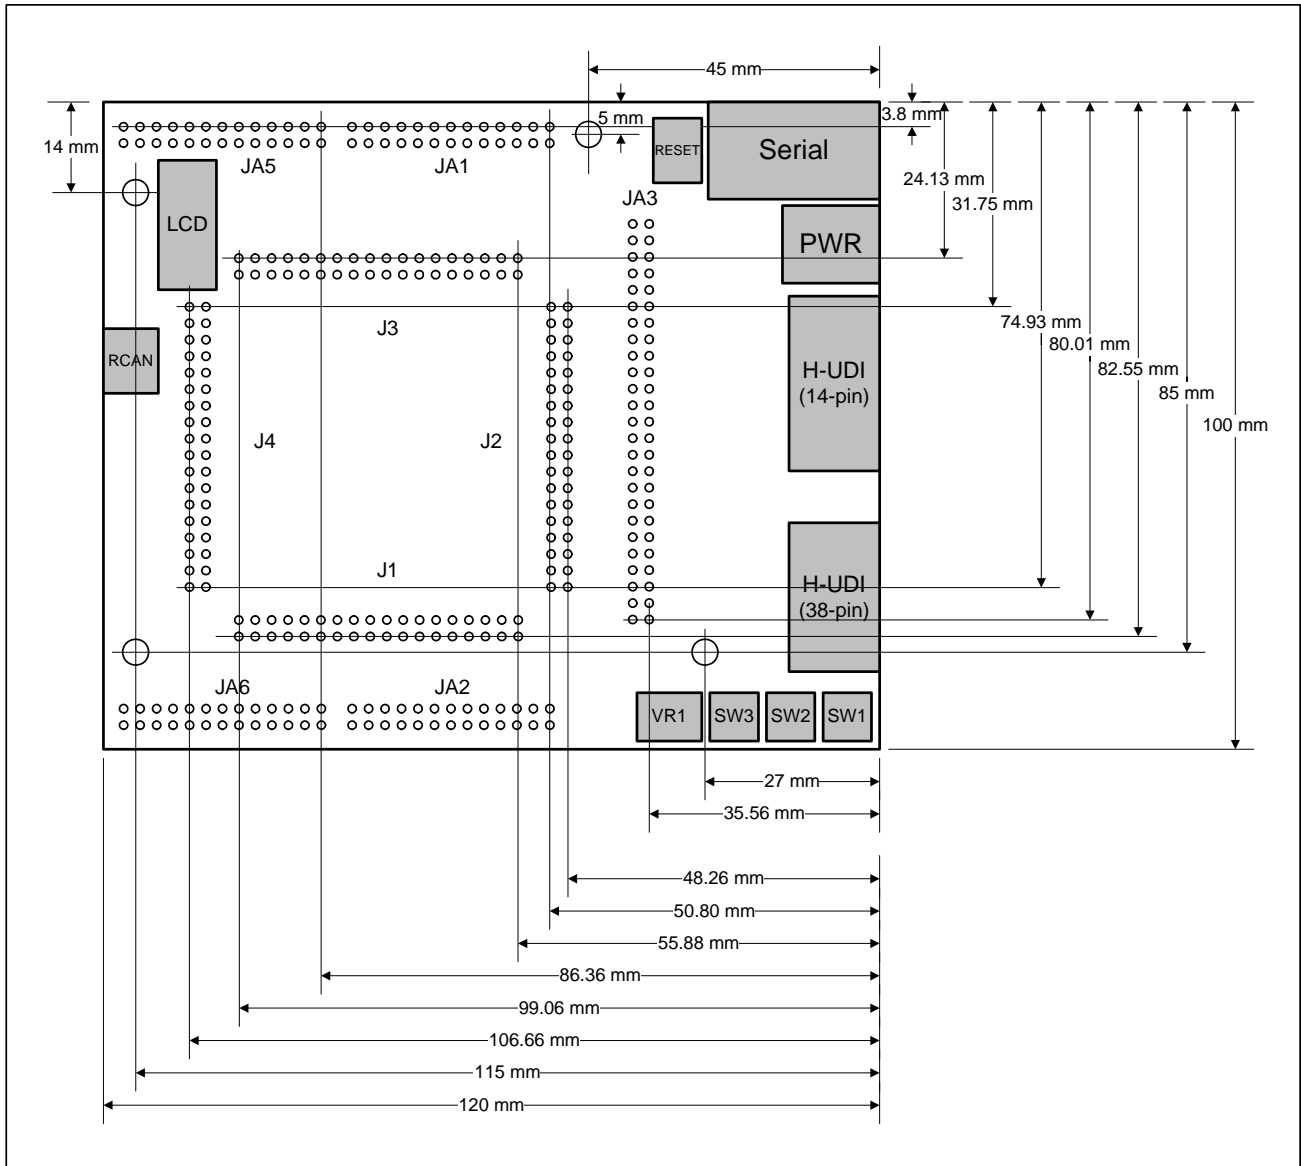 45 mm
5 mm
3.8 mm
14 mm
RESET
Serial
JA5
JA1
24.13 mm
JA3
31.75 mm
LCD
PWR
J3
74.93 mm
80.01 mm
RCAN
H-UDI
(14-pin)
82.55 mm
85 mm
100 mm
J4
J2
J1
H-UDI
(38-pin)
JA6
JA2
VR1
SW3
SW2
SW1
27 mm
35.56 mm
48.26 mm
50.80 mm
55.88 mm
86.36 mm
99.06 mm
106.66 mm
115 mm
120 mm